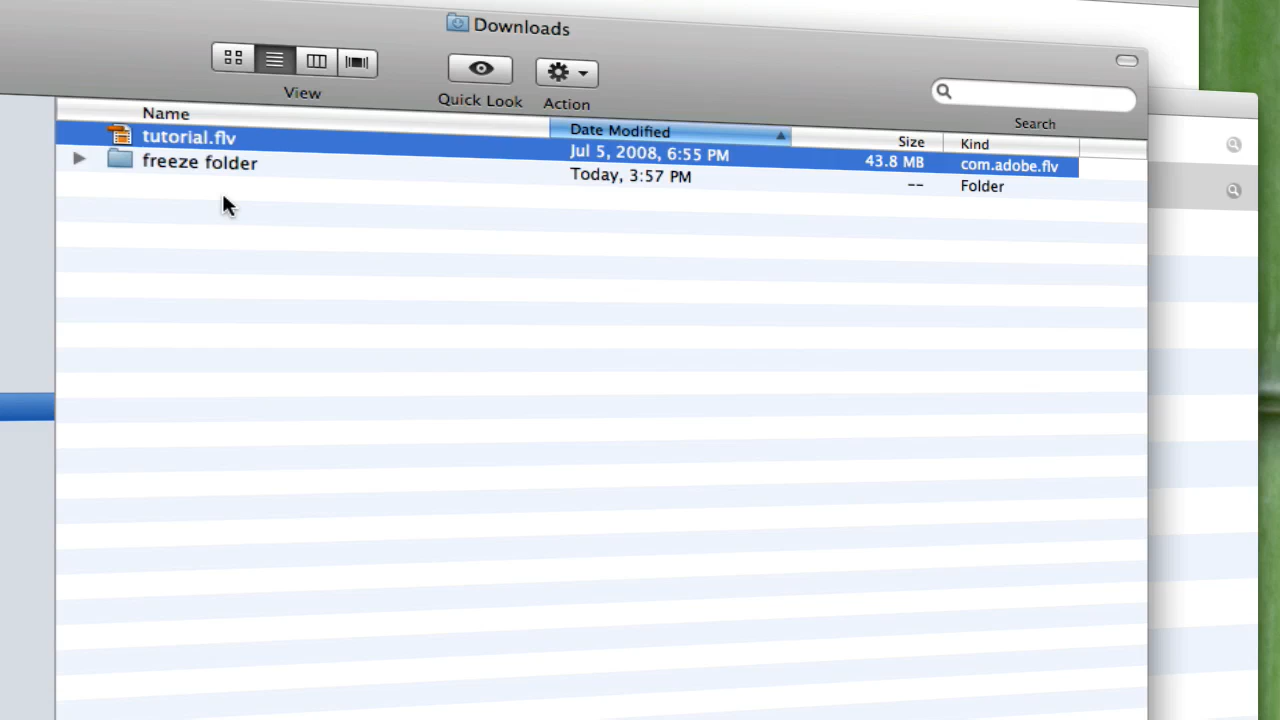 Downloads
View
Quick Look
Action
Search
Name Date Modified Size Kind
tutorial.flv Jul 5, 2008, 6:55 PM 43.8 MB com.adobe.flv
freeze folder Today, 3:57 PM -- Folder